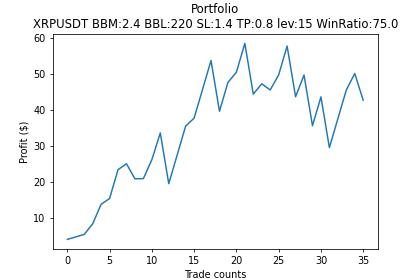 Portfolio
XRPUSDT BBM:2.4 BBL:220 SL:1.4 TP:0.8 lev:15 WinRatio:75.0
60
50
40
30
20
10
Profit ($)
0 5 10 15 20 25 30 35
Trade counts